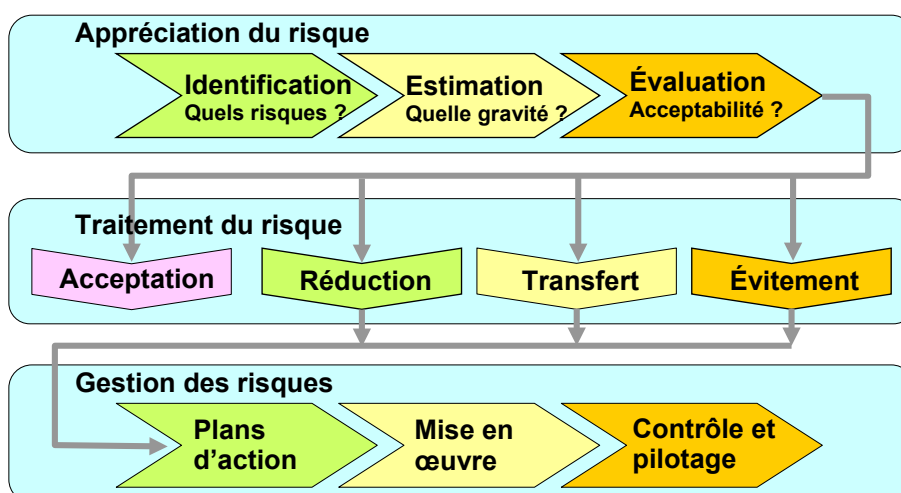 Appréciation du risque
Identification
Quels risques ?
Estimation
Quelle gravité ?
Évaluation
Acceptabilité ?
Traitement du risque
Acceptation
Réduction
Transfert
Évitement
Gestion des risques
Plans
d’action
Mise en
œuvre
Contrôle et
pilotage